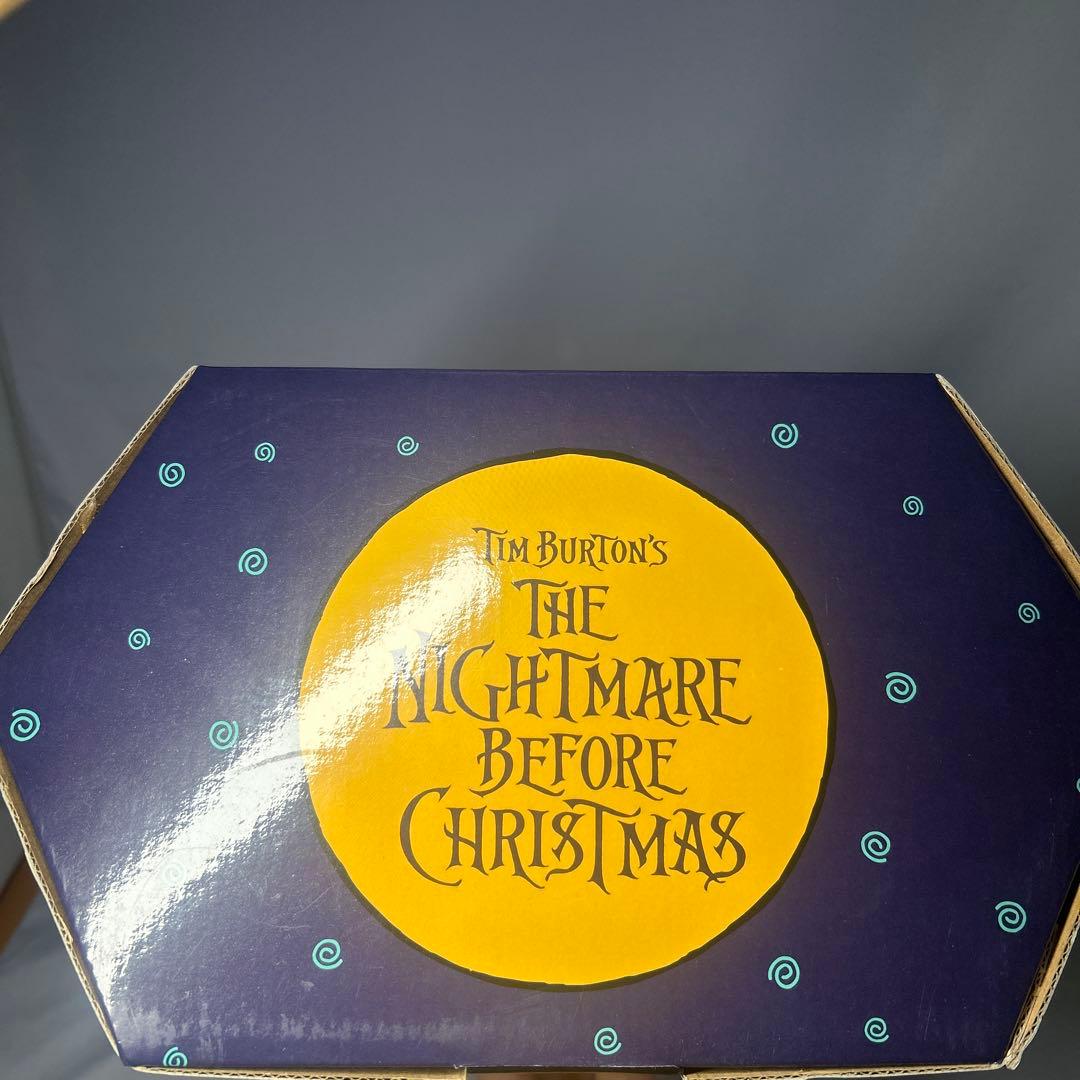 TIM BURTON'S
THE
NIGHTMARE
BEFORE
CHRISTMAS